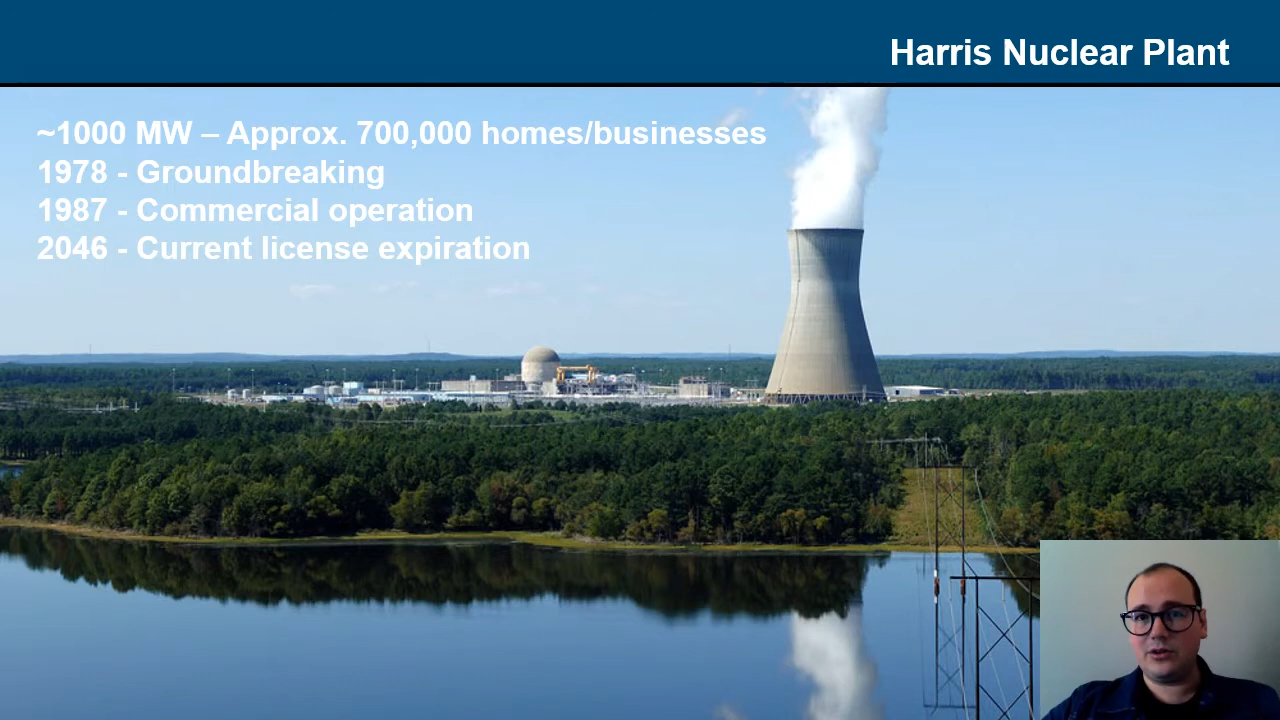 Harris Nuclear Plant
~1000 MW – Approx. 700,000 homes/businesses
1978 - Groundbreaking
1987 - Commercial operation
2046 - Current license expiration